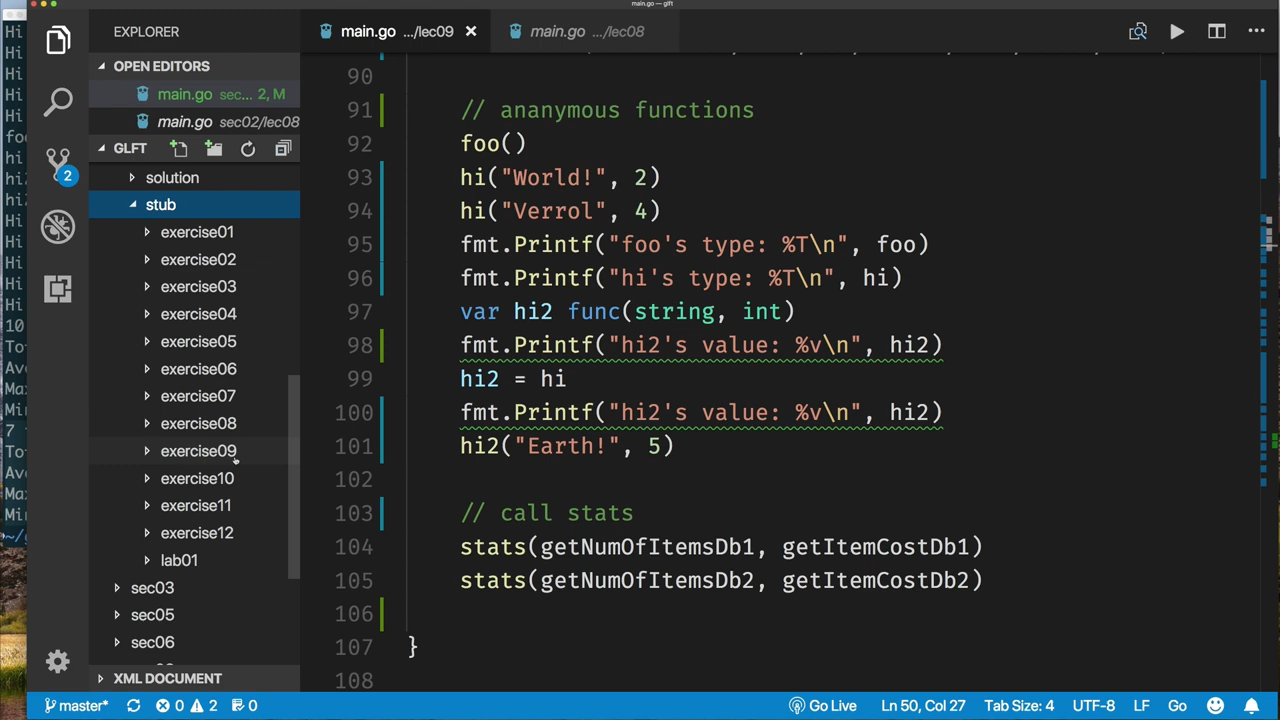 main.go — gift
EXPLORER
main.go .../lec09
main.go .../lec08
OPEN EDITORS
main.go sec... 2, M
main.go sec02/lec08
GLFT
solution
stub
exercise01
exercise02
exercise03
exercise04
exercise05
exercise06
exercise07
exercise08
exercise09
exercise10
exercise11
exercise12
lab01
sec03
sec05
sec06
XML DOCUMENT
2
90
91 // ananymous functions
92 foo()
93 hi("World!", 2)
94 hi("Verrol", 4)
95 fmt.Printf("foo's type: %T\n", foo)
96 fmt.Printf("hi's type: %T\n", hi)
97 var hi2 func(string, int)
98 fmt.Printf("hi2's value: %v\n", hi2)
99 hi2 = hi
100 fmt.Printf("hi2's value: %v\n", hi2)
101 hi2("Earth!", 5)
102
103 // call stats
104 stats(getNumOfItemsDb1, getItemCostDb1)
105 stats(getNumOfItemsDb2, getItemCostDb2)
106
107 }
108
master* 0 2 0 Go Live Ln 50, Col 27 Tab Size: 4 UTF-8 LF Go